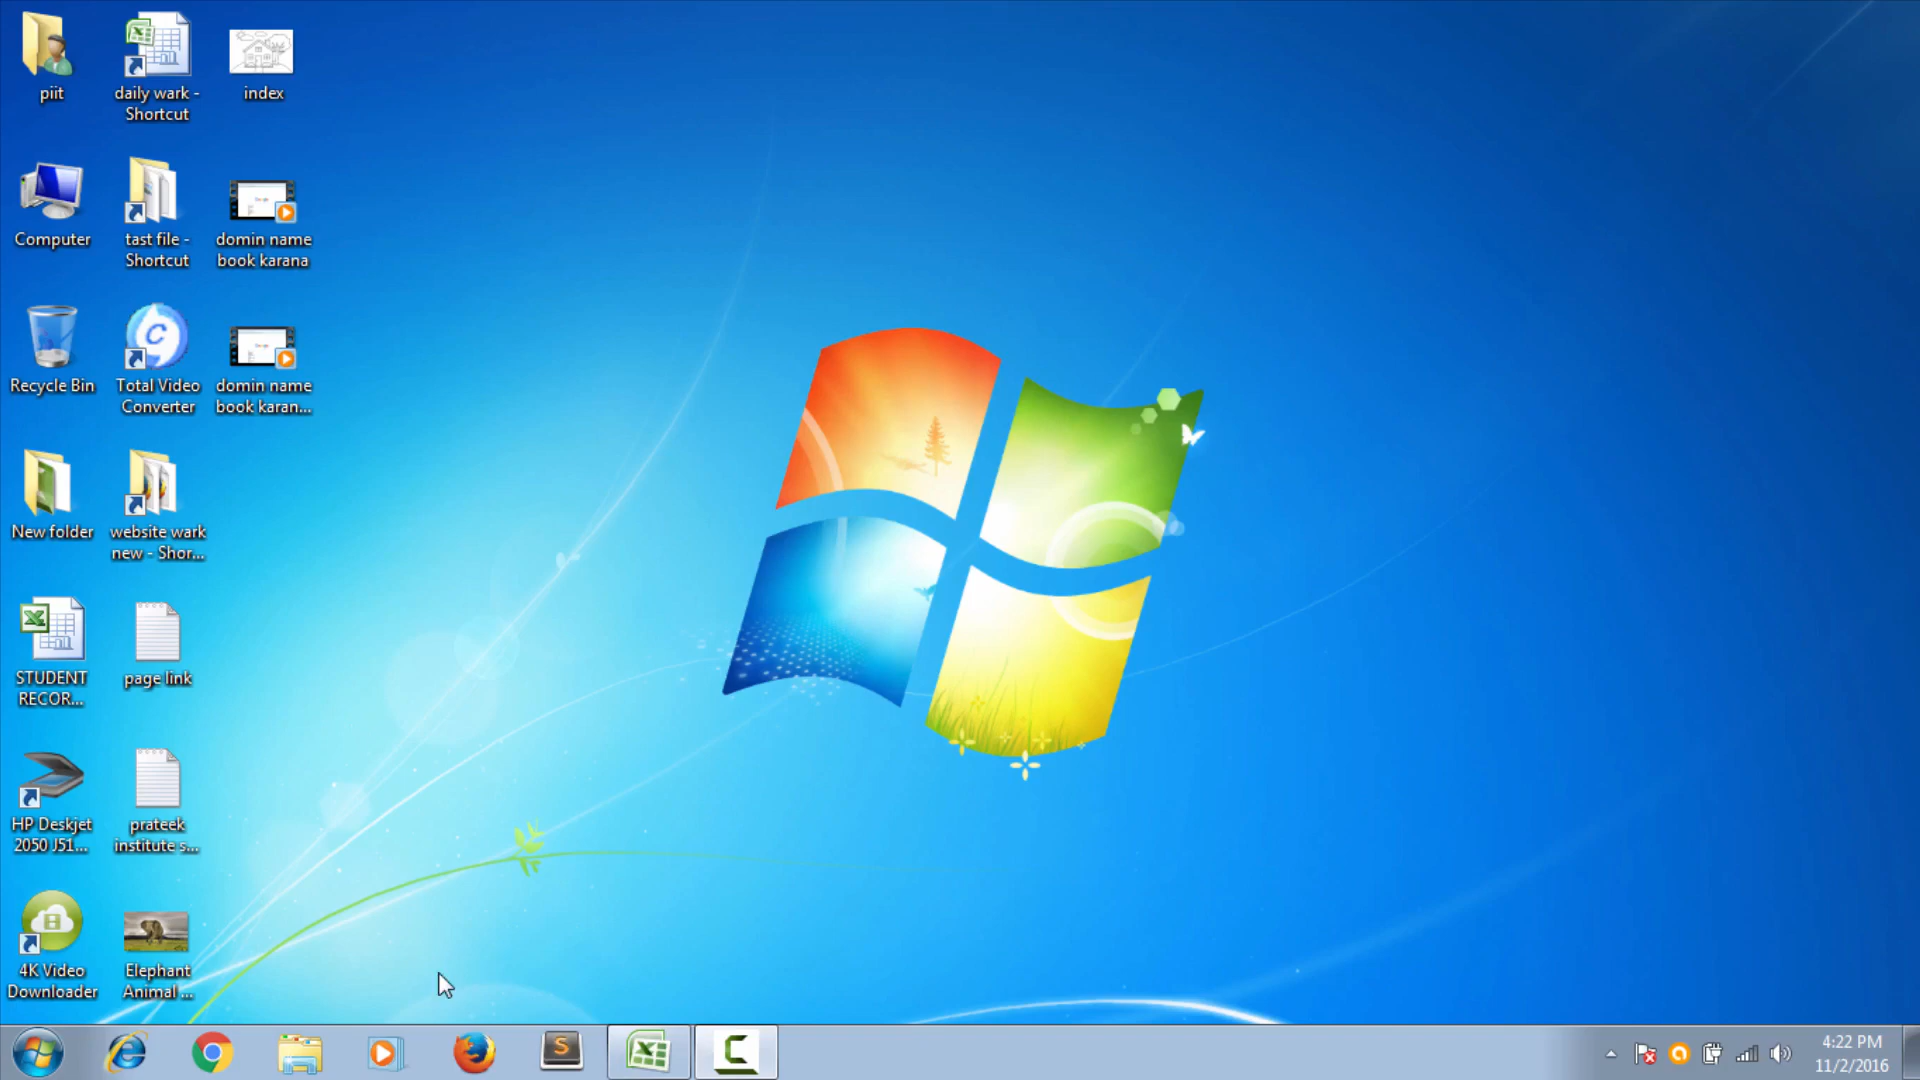 piit
daily wark -
Shortcut
index
Computer
tast file -
Shortcut
domin name
book karana
Recycle Bin
Total Video
Converter
domin name
book karan...
New folder
website wark
new - Shor...
STUDENT
RECOR...
page link
HP Deskjet
2050 J51...
prateek
institute s...
4K Video
Downloader
Elephant
Animal ...
4:22 PM
11/2/2016